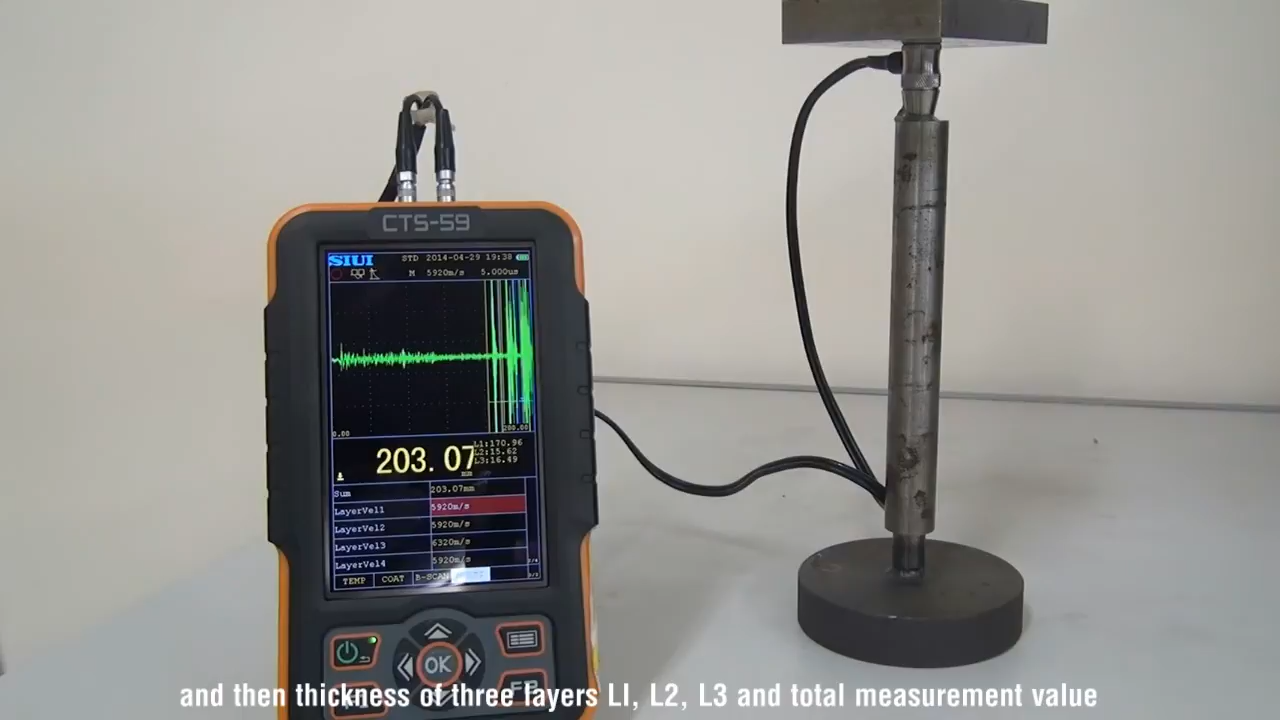 CTS-59
SIUI STD 2014-04-29 19:38
M 5920m/s 5.000us
0.00 200.00
203.07 mm
L1:170.96
L2:15.62
L3:16.49
Sum 203.07mm
LayerVel1 5920m/s
LayerVel2 5920m/s
LayerVel3 6320m/s
LayerVel4 5920m/s
TEMP COAT B-SCAN
OK
and then thickness of three layers L1, L2, L3 and total measurement value